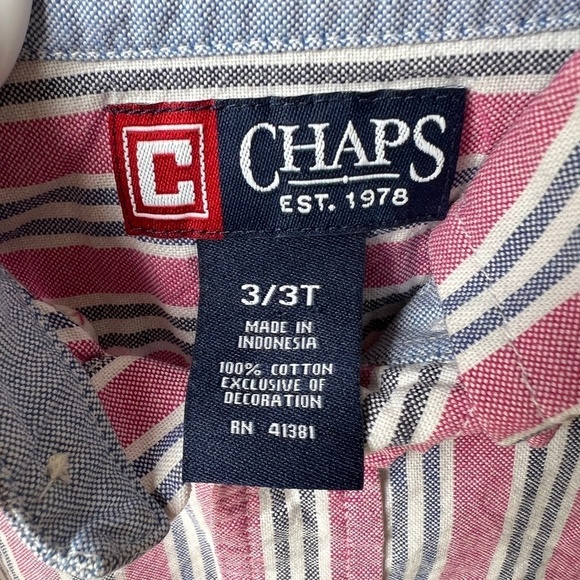 C
CHAPS
EST. 1978
3/3T
MADE IN
INDONESIA
100% COTTON
EXCLUSIVE OF
DECORATION
RN 41381